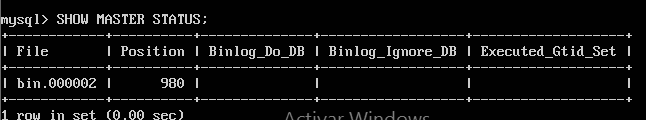 mysql> SHOW MASTER STATUS;
+------------+----------+--------------+------------------+-------------------+
| File       | Position | Binlog_Do_DB | Binlog_Ignore_DB | Executed_Gtid_Set |
+------------+----------+--------------+------------------+-------------------+
| bin.000002 |      980 |              |                  |                   |
+------------+----------+--------------+------------------+-------------------+
1 row in set (0.00 sec)
Activar Windows